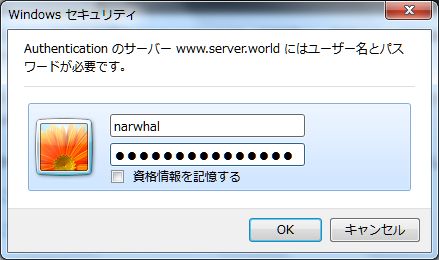 Windows セキュリティ
Authentication のサーバー www.server.world にはユーザー名とパス
ワードが必要です。
narwhal
●●●●●●●●●●●●●●●
資格情報を記憶する
OK
キャンセル